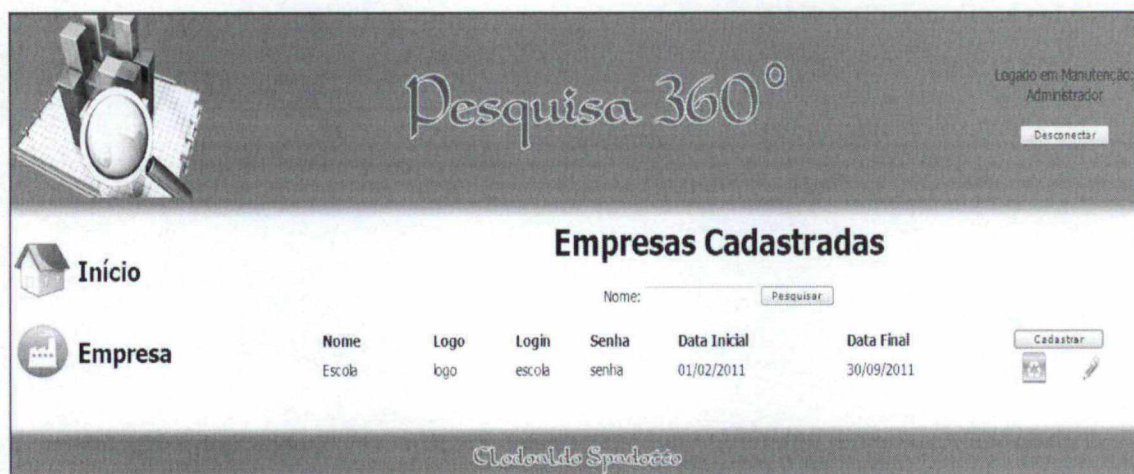 Pesquisa 360°
Logado em Manutenção:
Administrador
Desconectar
Início
Empresa
Empresas Cadastradas
Nome: Pesquisar
Nome Logo Login Senha Data Inicial Data Final Cadastrar
Escola logo escola senha 01/02/2011 30/09/2011
Clodoaldo Spadotto